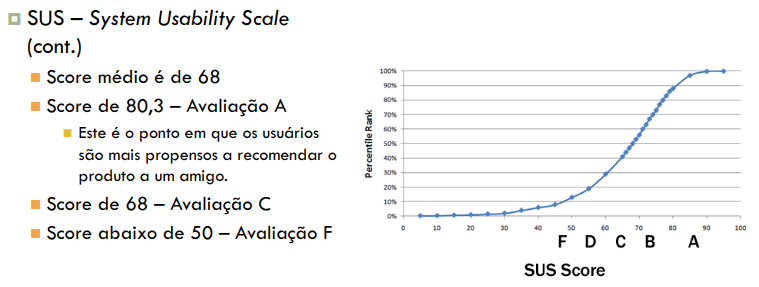 SUS – System Usability Scale
(cont.)
Score médio é de 68
Score de 80,3 – Avaliação A
Este é o ponto em que os usuários
são mais propensos a recomendar o
produto a um amigo.
Score de 68 – Avaliação C
Score abaixo de 50 – Avaliação F
Percentile Rank
100%
90%
80%
70%
60%
50%
40%
30%
20%
10%
0%
0 10 20 30 40 50 60 70 80 90 100
F D C B A
SUS Score